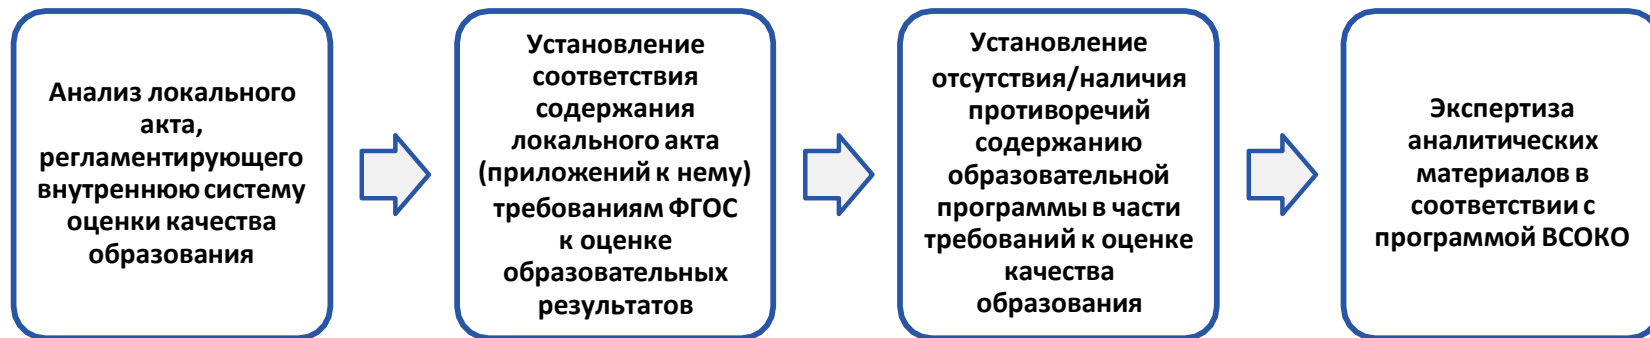 Анализ локального
акта,
регламентирующего
внутреннюю систему
оценки качества
образования
Установление
соответствия
содержания
локального акта
(приложений к нему)
требованиям ФГОС
к оценке
образовательных
результатов
Установление
отсутствия/наличия
противоречий
содержанию
образовательной
программы в части
требований к оценке
качества
образования
Экспертиза
аналитических
материалов в
соответствии с
программой ВСОКО